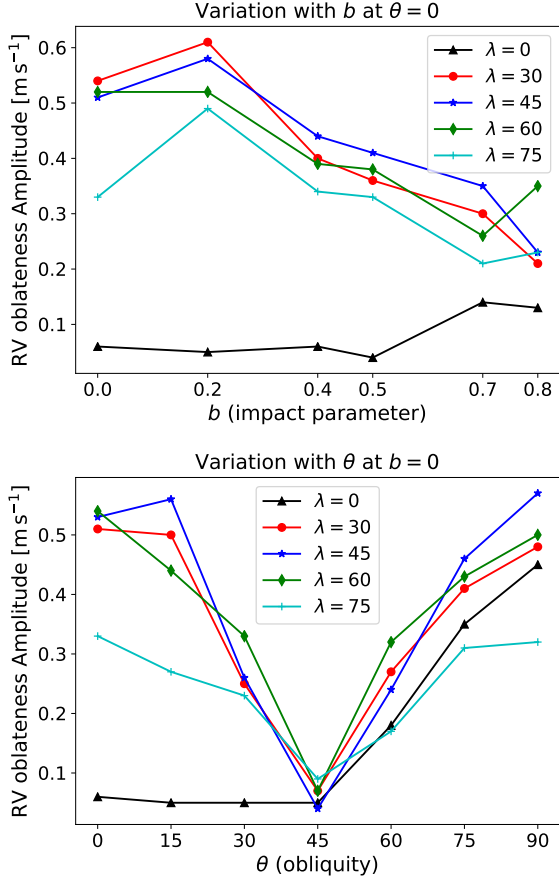 Variation with b at θ = 0
RV oblateness Amplitude [m s⁻¹]
0.6
0.5
0.4
0.3
0.2
0.1
λ = 0
λ = 30
λ = 45
λ = 60
λ = 75
0.0 0.2 0.4 0.5 0.7 0.8
b (impact parameter)
Variation with θ at b = 0
RV oblateness Amplitude [m s⁻¹]
0.5
0.4
0.3
0.2
0.1
λ = 0
λ = 30
λ = 45
λ = 60
λ = 75
0 15 30 45 60 75 90
θ (obliquity)